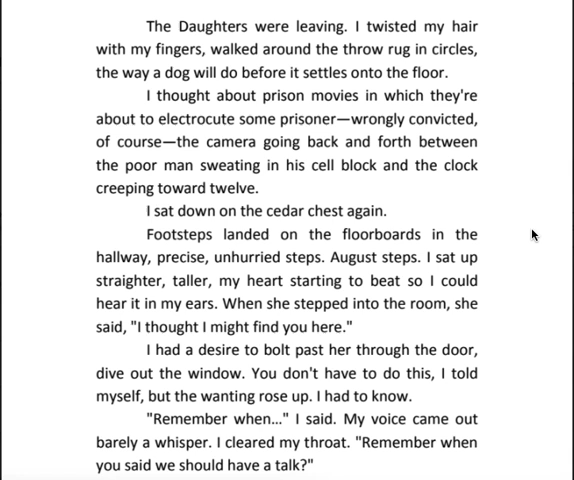 The Daughters were leaving. I twisted my hair
with my fingers, walked around the throw rug in circles,
the way a dog will do before it settles onto the floor.
I thought about prison movies in which they're
about to electrocute some prisoner—wrongly convicted,
of course—the camera going back and forth between
the poor man sweating in his cell block and the clock
creeping toward twelve.
I sat down on the cedar chest again.
Footsteps landed on the floorboards in the
hallway, precise, unhurried steps. August steps. I sat up
straighter, taller, my heart starting to beat so I could
hear it in my ears. When she stepped into the room, she
said, "I thought I might find you here."
I had a desire to bolt past her through the door,
dive out the window. You don't have to do this, I told
myself, but the wanting rose up. I had to know.
"Remember when..." I said. My voice came out
barely a whisper. I cleared my throat. "Remember when
you said we should have a talk?"